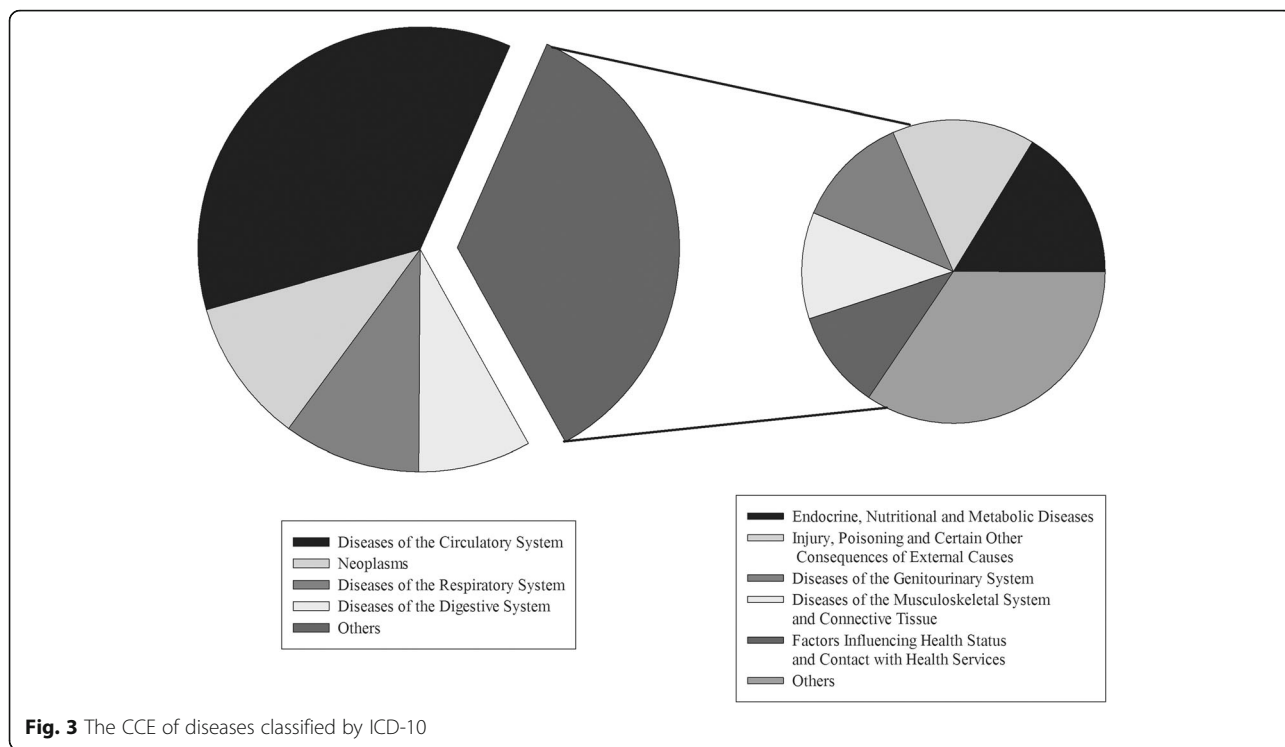 Diseases of the Circulatory System
Neoplasms
Diseases of the Respiratory System
Diseases of the Digestive System
Others
Endocrine, Nutritional and Metabolic Diseases
Injury, Poisoning and Certain Other
Consequences of External Causes
Diseases of the Genitourinary System
Diseases of the Musculoskeletal System
and Connective Tissue
Factors Influencing Health Status
and Contact with Health Services
Others
Fig. 3 The CCE of diseases classified by ICD-10